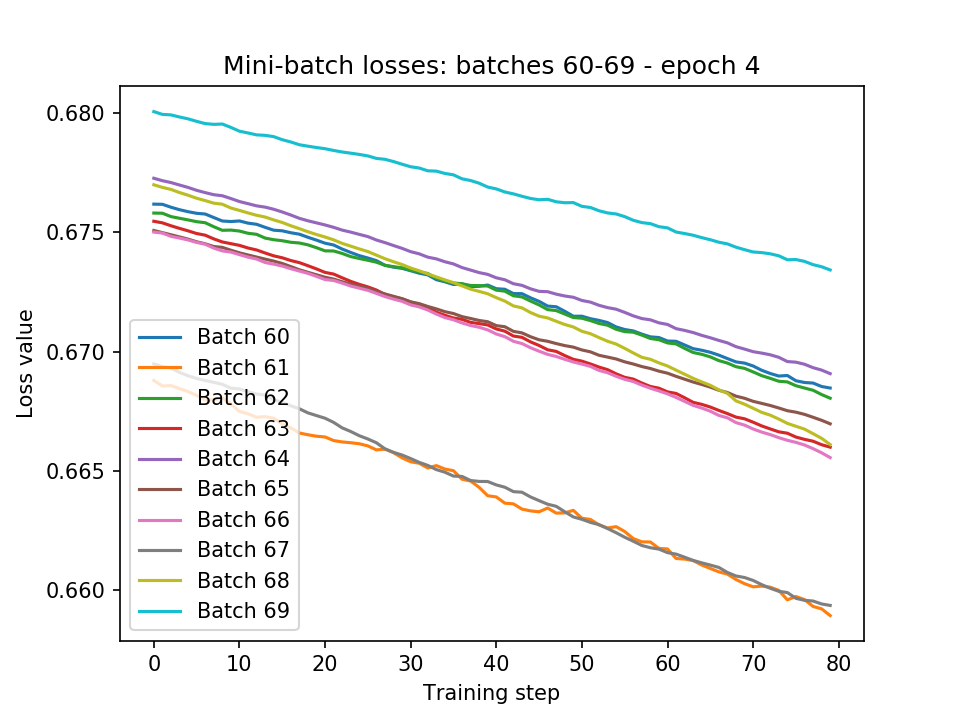 Mini-batch losses: batches 60-69 - epoch 4
0.680
0.675
0.670
0.665
0.660
Loss value
Batch 60
Batch 61
Batch 62
Batch 63
Batch 64
Batch 65
Batch 66
Batch 67
Batch 68
Batch 69
0 10 20 30 40 50 60 70 80
Training step